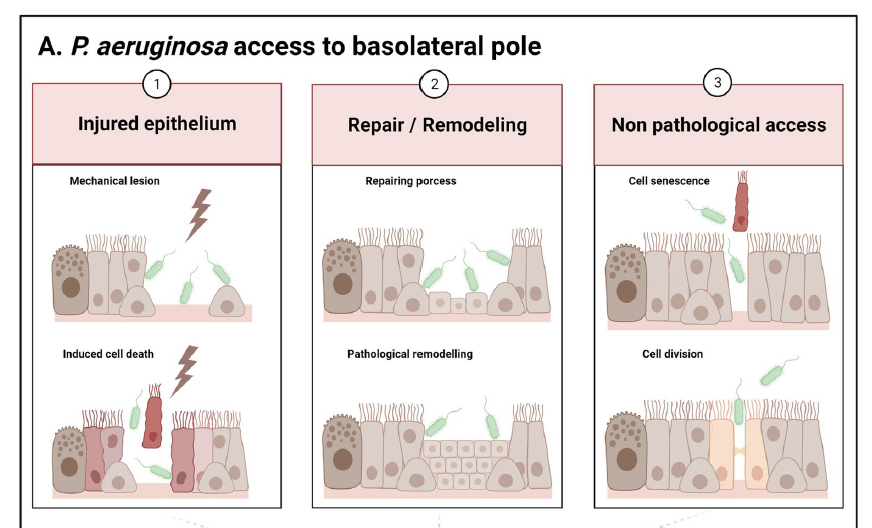 A. P. aeruginosa access to basolateral pole
1
Injured epithelium
Mechanical lesion
Induced cell death
2
Repair / Remodeling
Repairing porcess
Pathological remodelling
3
Non pathological access
Cell senescence
Cell division